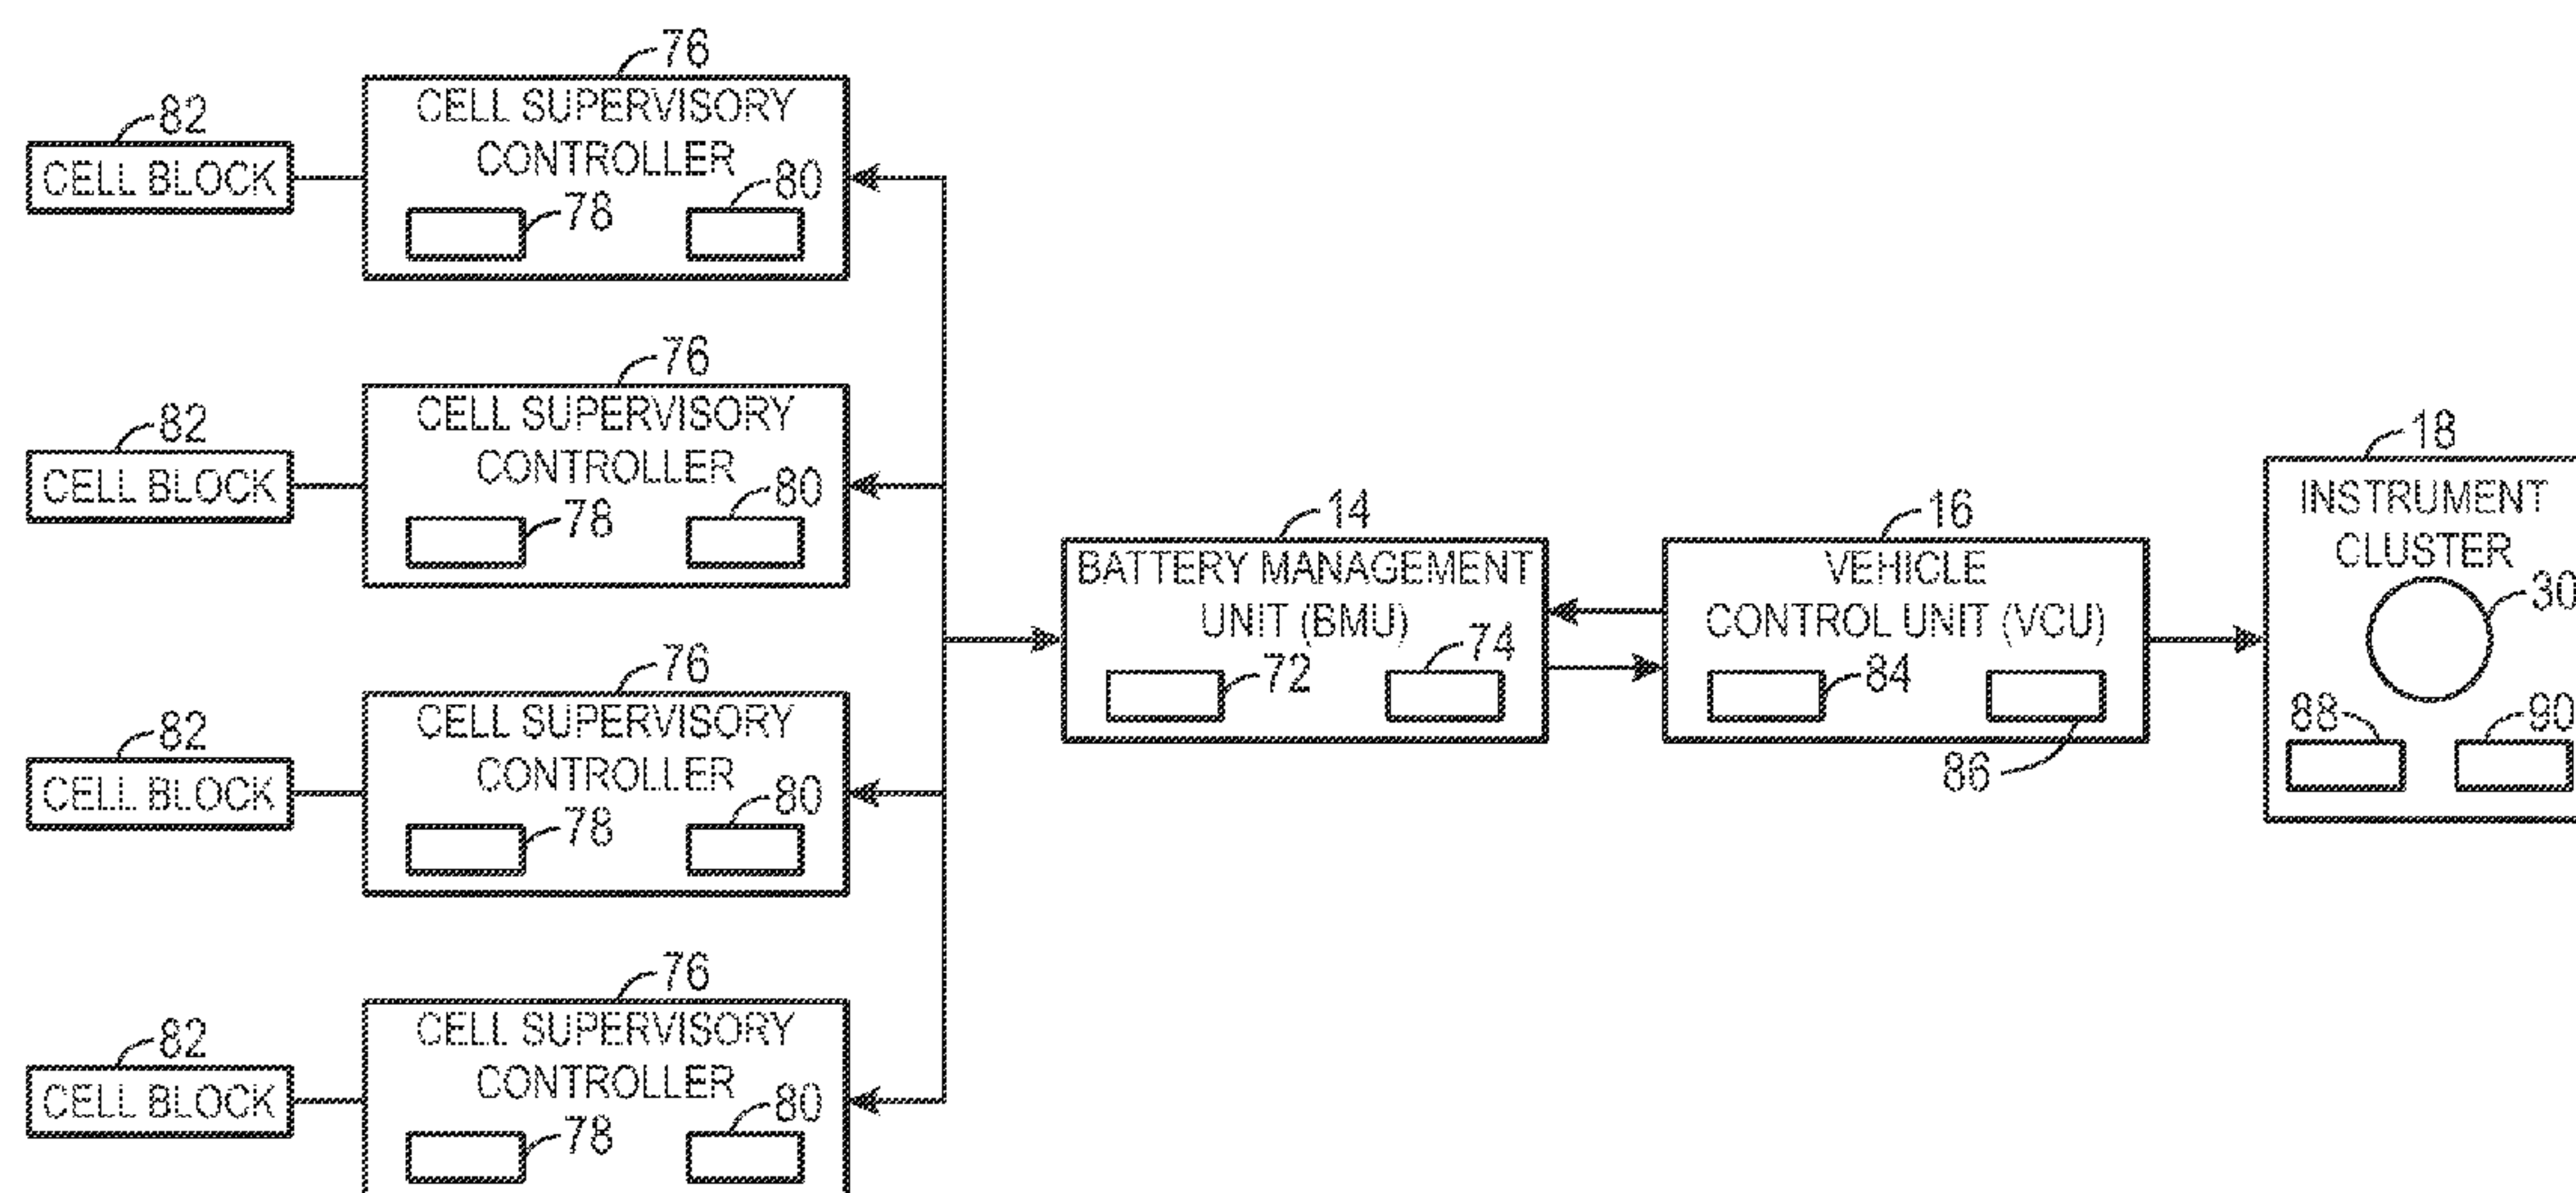 76
CELL SUPERVISORY
CONTROLLER
82
CELL BLOCK
78
80
76
CELL SUPERVISORY
CONTROLLER
82
CELL BLOCK
78
80
76
CELL SUPERVISORY
CONTROLLER
82
CELL BLOCK
78
80
76
CELL SUPERVISORY
CONTROLLER
82
CELL BLOCK
78
80
14
BATTERY MANAGEMENT
UNIT (BMU)
72
74
16
VEHICLE
CONTROL UNIT (VCU)
84
86
18
INSTRUMENT
CLUSTER
30
88
90